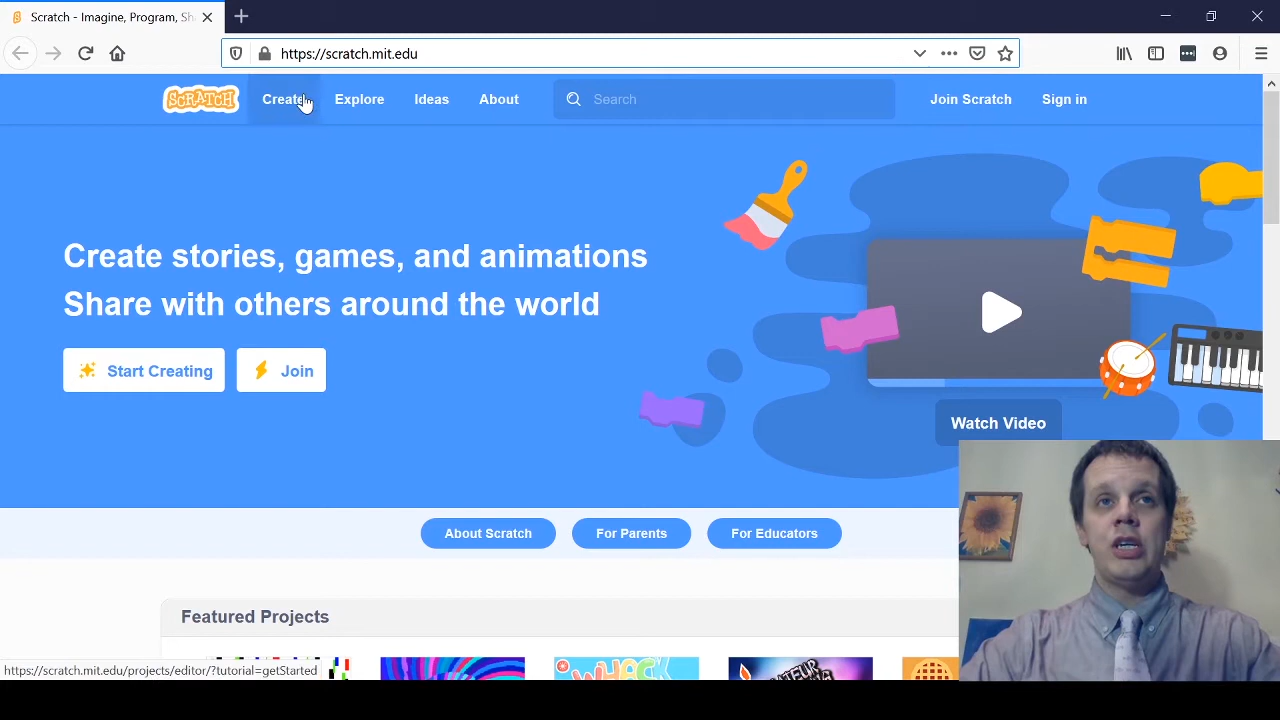 Scratch - Imagine, Program, Sh
https://scratch.mit.edu
SCRATCH
Create
Explore
Ideas
About
Search
Join Scratch
Sign in
Create stories, games, and animations
Share with others around the world
Start Creating
Join
Watch Video
About Scratch
For Parents
For Educators
Featured Projects
WHACK
https://scratch.mit.edu/projects/editor/?tutorial=getStarted